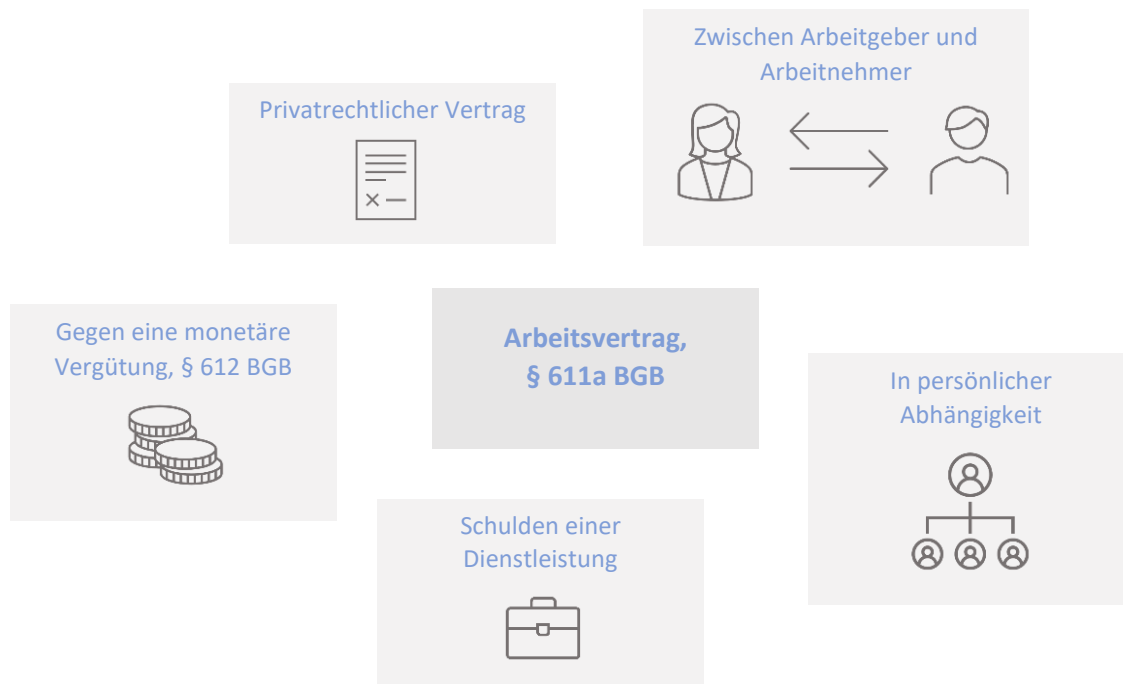 Zwischen Arbeitgeber und
Arbeitnehmer
Privatrechtlicher Vertrag
Gegen eine monetäre
Vergütung, § 612 BGB
Arbeitsvertrag,
§ 611a BGB
In persönlicher
Abhängigkeit
Schulden einer
Dienstleistung